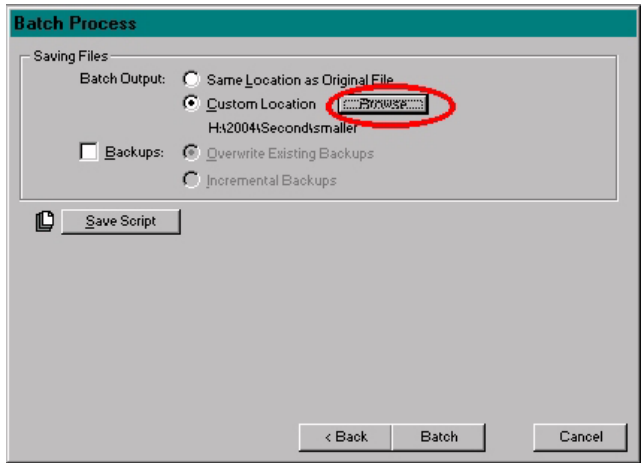 Batch Process
Saving Files
Batch Output: Same Location as Original File
Custom Location Browse...
H:\2004\Second\smaller
Backups: Overwrite Existing Backups
Incremental Backups
Save Script
< Back Batch Cancel